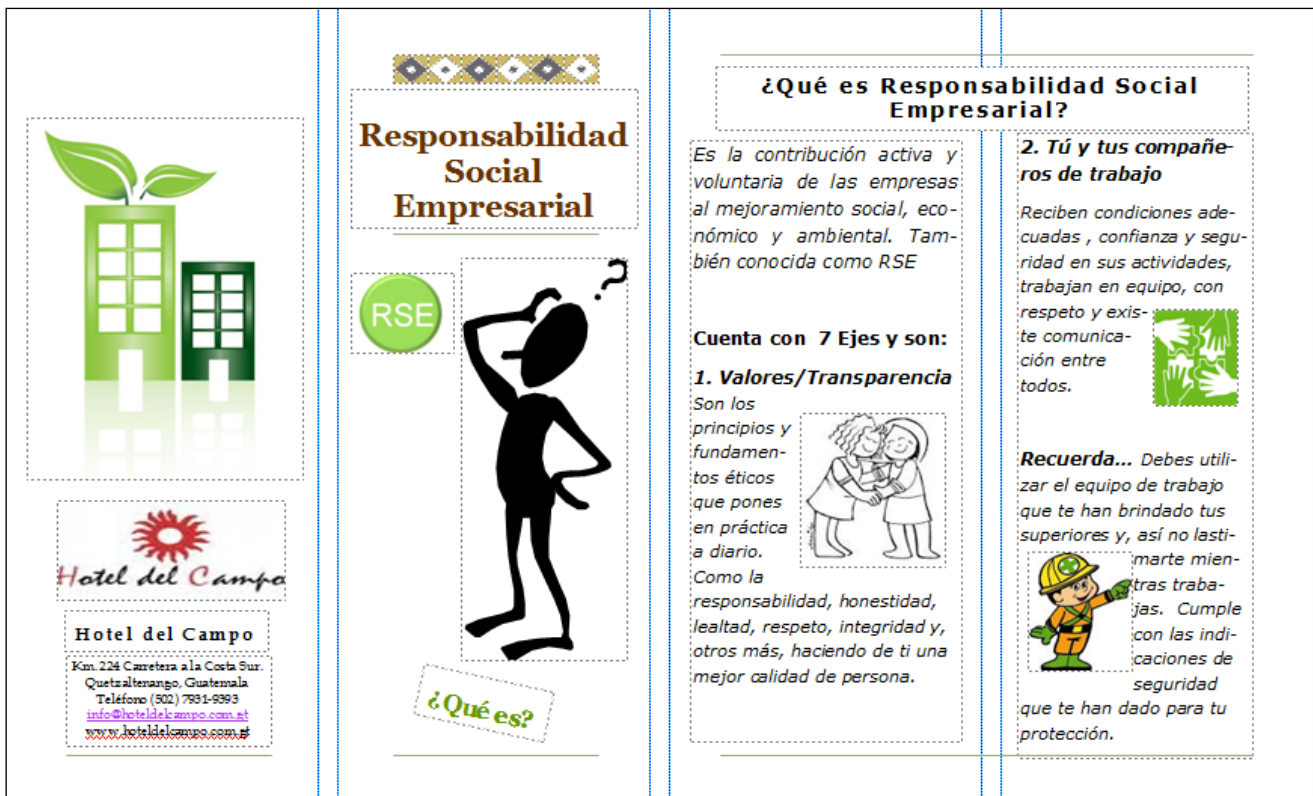 Hotel del Campo
Hotel del Campo
Km. 224 Carretera a la Costa Sur.
Quetzaltenango, Guatemala
Teléfono (502) 7931-9393
info@hoteldelcampo.com.gt
www.hoteldelcampo.com.gt
Responsabilidad
Social
Empresarial
RSE
?
¿Qué es?
¿Qué es Responsabilidad Social
Empresarial?
Es la contribución activa y
voluntaria de las empresas
al mejoramiento social, eco-
nómico y ambiental. Tam-
bién conocida como RSE
Cuenta con 7 Ejes y son:
1. Valores/Transparencia
Son los
principios y
fundamen-
tos éticos
que pones
en práctica
a diario.
Como la
responsabilidad, honestidad,
lealtad, respeto, integridad y,
otros más, haciendo de ti una
mejor calidad de persona.
2. Tú y tus compañe-
ros de trabajo
Reciben condiciones ade-
cuadas , confianza y segu-
ridad en sus actividades,
trabajan en equipo, con
respeto y exis-
te comunica-
ción entre
todos.
Recuerda... Debes utili-
zar el equipo de trabajo
que te han brindado tus
superiores y, así no lasti-
marte mien-
tras traba-
jas. Cumple
con las indi-
caciones de
seguridad
que te han dado para tu
protección.